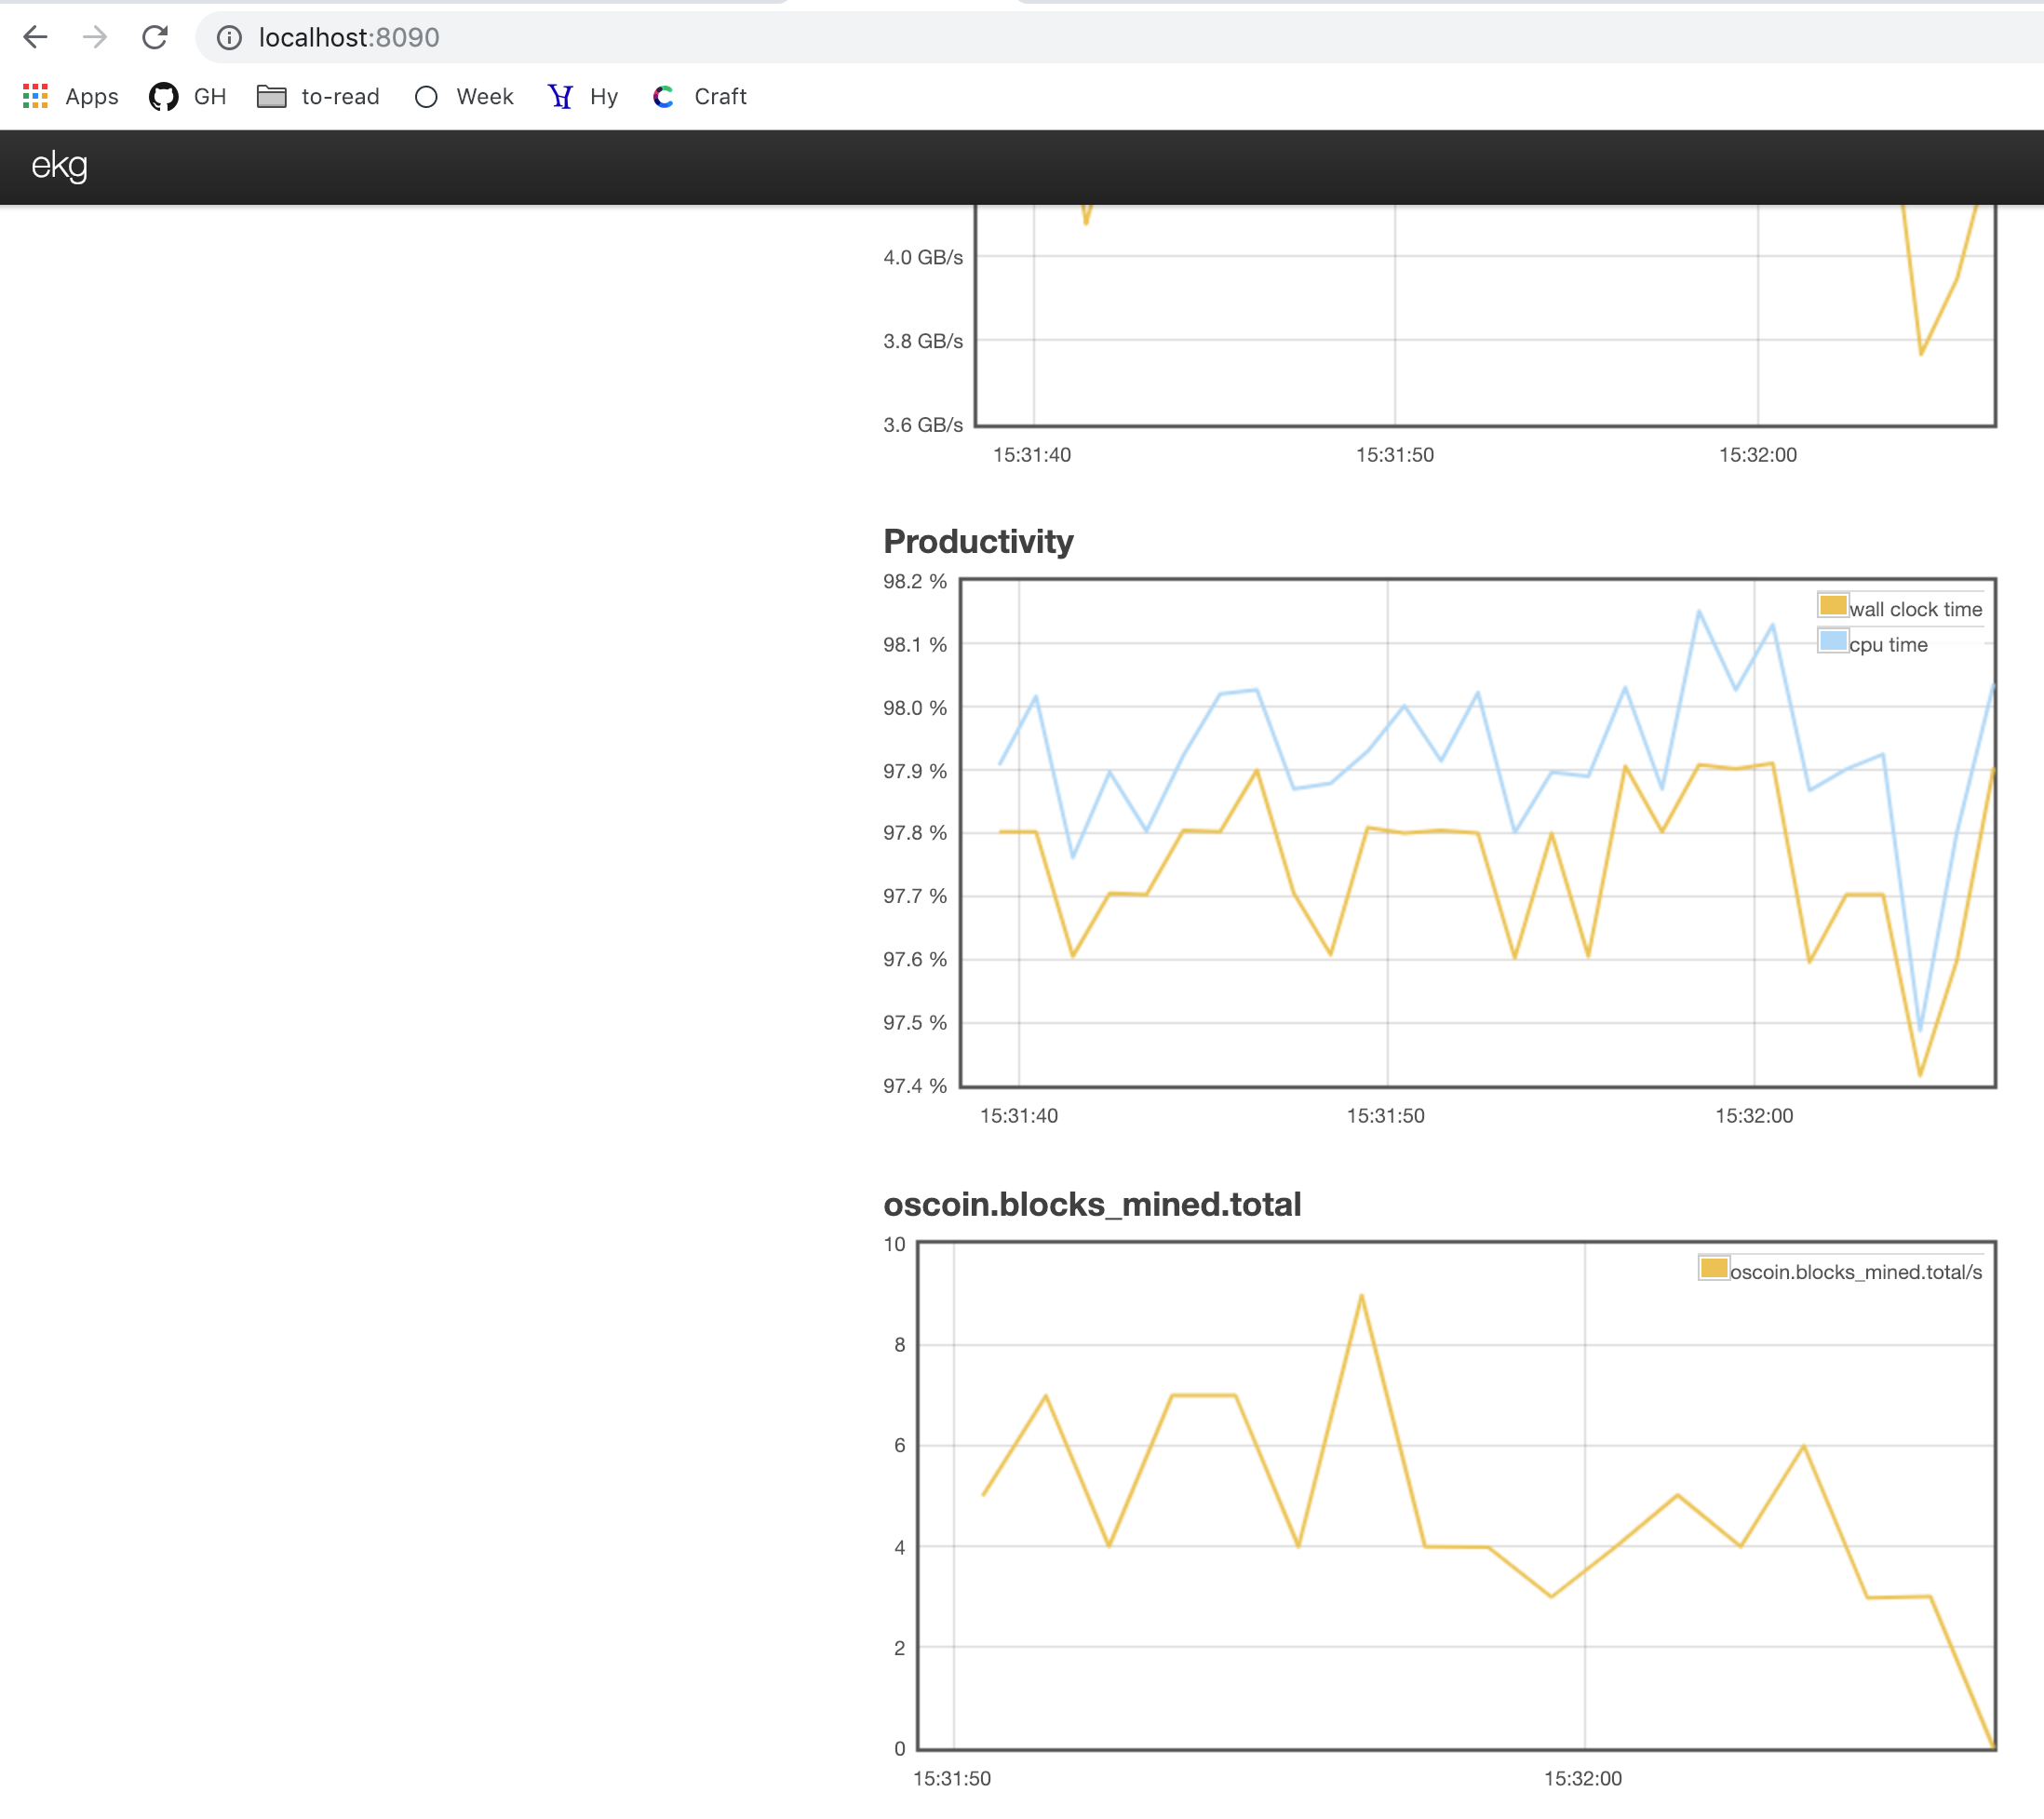 localhost:8090
Apps GH to-read Week Hy Craft
ekg
4.0 GB/s
3.8 GB/s
3.6 GB/s
15:31:40 15:31:50 15:32:00
Productivity
98.2 %
wall clock time
98.1 %
cpu time
98.0 %
97.9 %
97.8 %
97.7 %
97.6 %
97.5 %
97.4 %
15:31:40 15:31:50 15:32:00
oscoin.blocks_mined.total
10
oscoin.blocks_mined.total/s
8
6
4
2
0
15:31:50 15:32:00